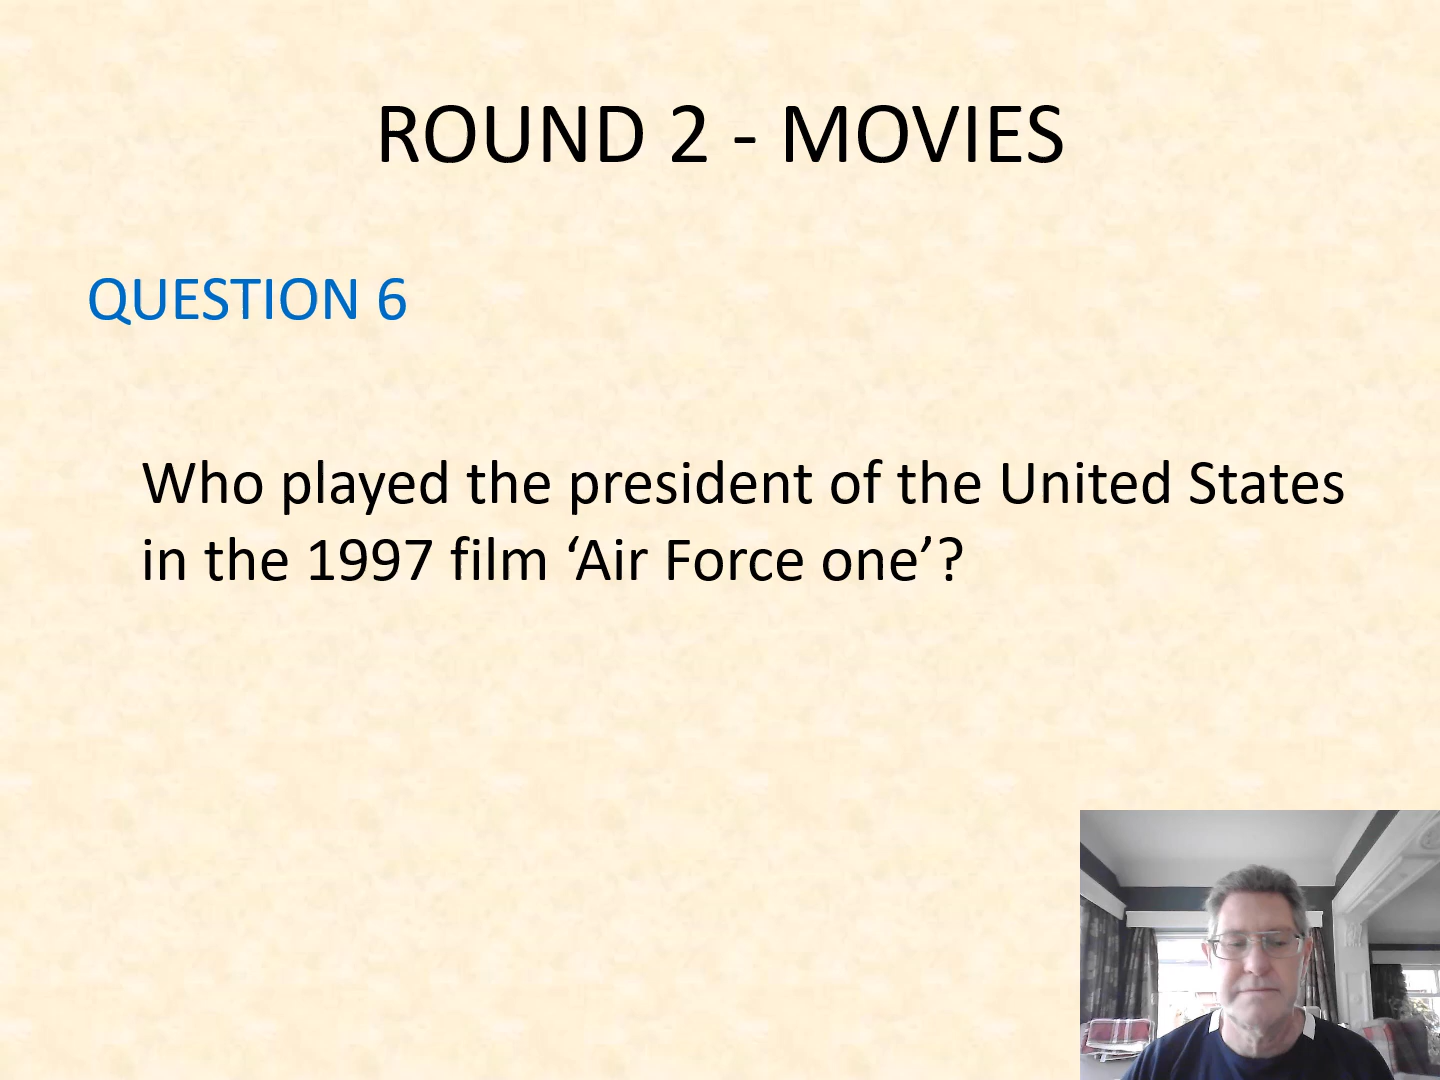 ROUND 2 - MOVIES
QUESTION 6
Who played the president of the United States
in the 1997 film ‘Air Force one’?